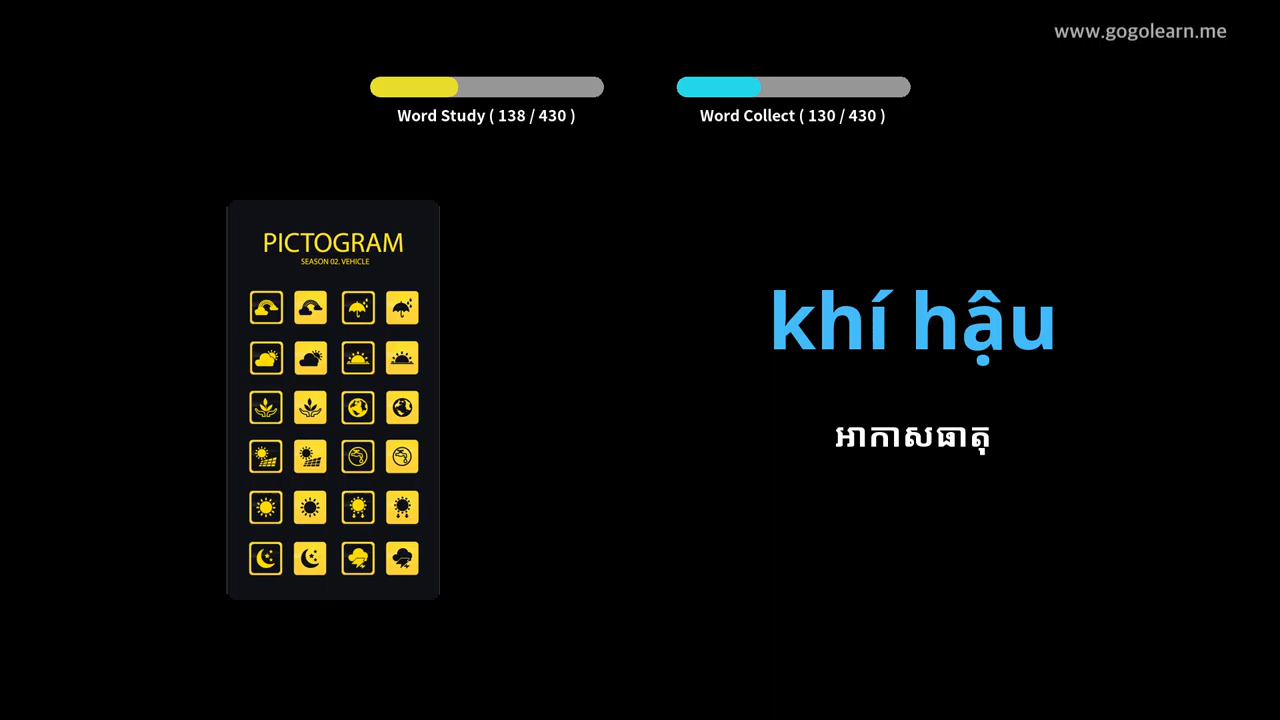 www.gogolearn.me
Word Study ( 138 / 430 )
Word Collect ( 130 / 430 )
PICTOGRAM
SEASON 02. VEHICLE
khí hậu
អាកាសធាតុ